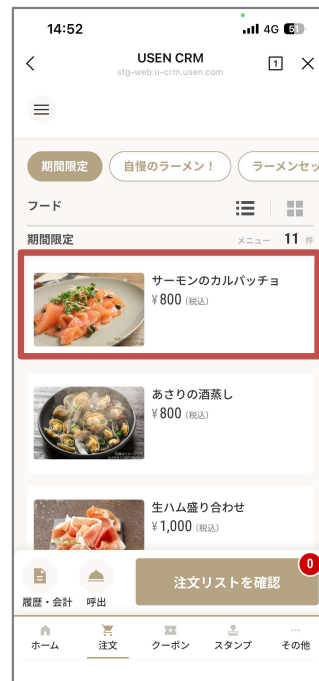 14:52
4G 51
USEN CRM
1
stg-web.u-crm.usen.com
期間限定
自慢のラーメン！
ラーメンセッ
フード
期間限定
メニュー 11 件
サーモンのカルパッチョ
¥800 (税込)
あさりの酒蒸し
¥800 (税込)
生ハム盛り合わせ
¥1,000 (税込)
0
注文リストを確認
履歴・会計
呼出
ホーム
注文
クーポン
スタンプ
その他